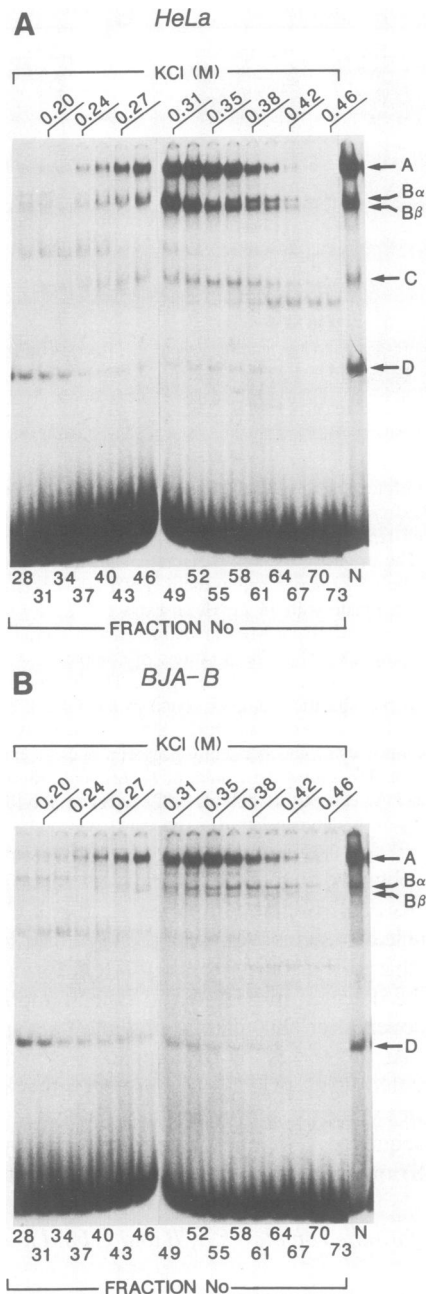 A
HeLa
KCl (M)
0.20 0.24 0.27 0.31 0.35 0.38 0.42 0.46
A
Bα
Bβ
C
D
28 34 40 46 52 58 64 70 N
31 37 43 49 55 61 67 73
FRACTION No
B
BJA-B
KCl (M)
0.20 0.24 0.27 0.31 0.35 0.38 0.42 0.46
A
Bα
Bβ
D
28 34 40 46 52 58 64 70 N
31 37 43 49 55 61 67 73
FRACTION No